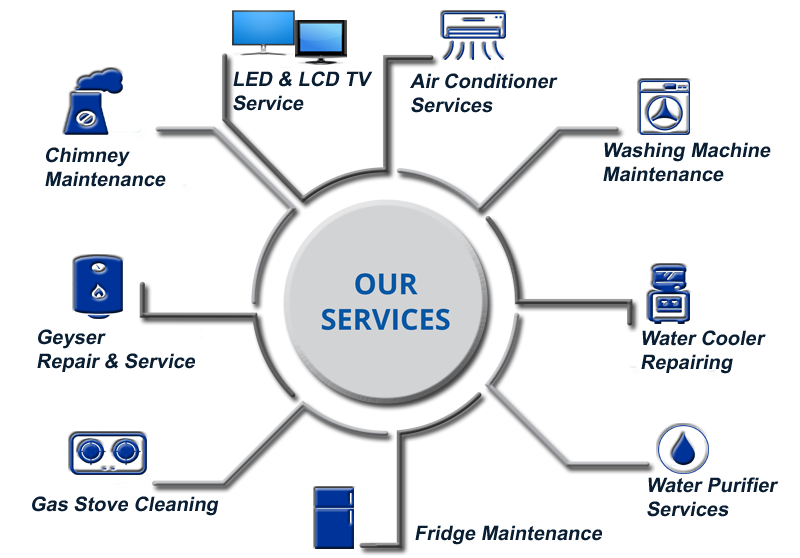 LED & LCD TV
Service
Air Conditioner
Services
Chimney
Maintenance
Washing Machine
Maintenance
OUR
SERVICES
Geyser
Repair & Service
Water Cooler
Repairing
Gas Stove Cleaning
Water Purifier
Services
Fridge Maintenance